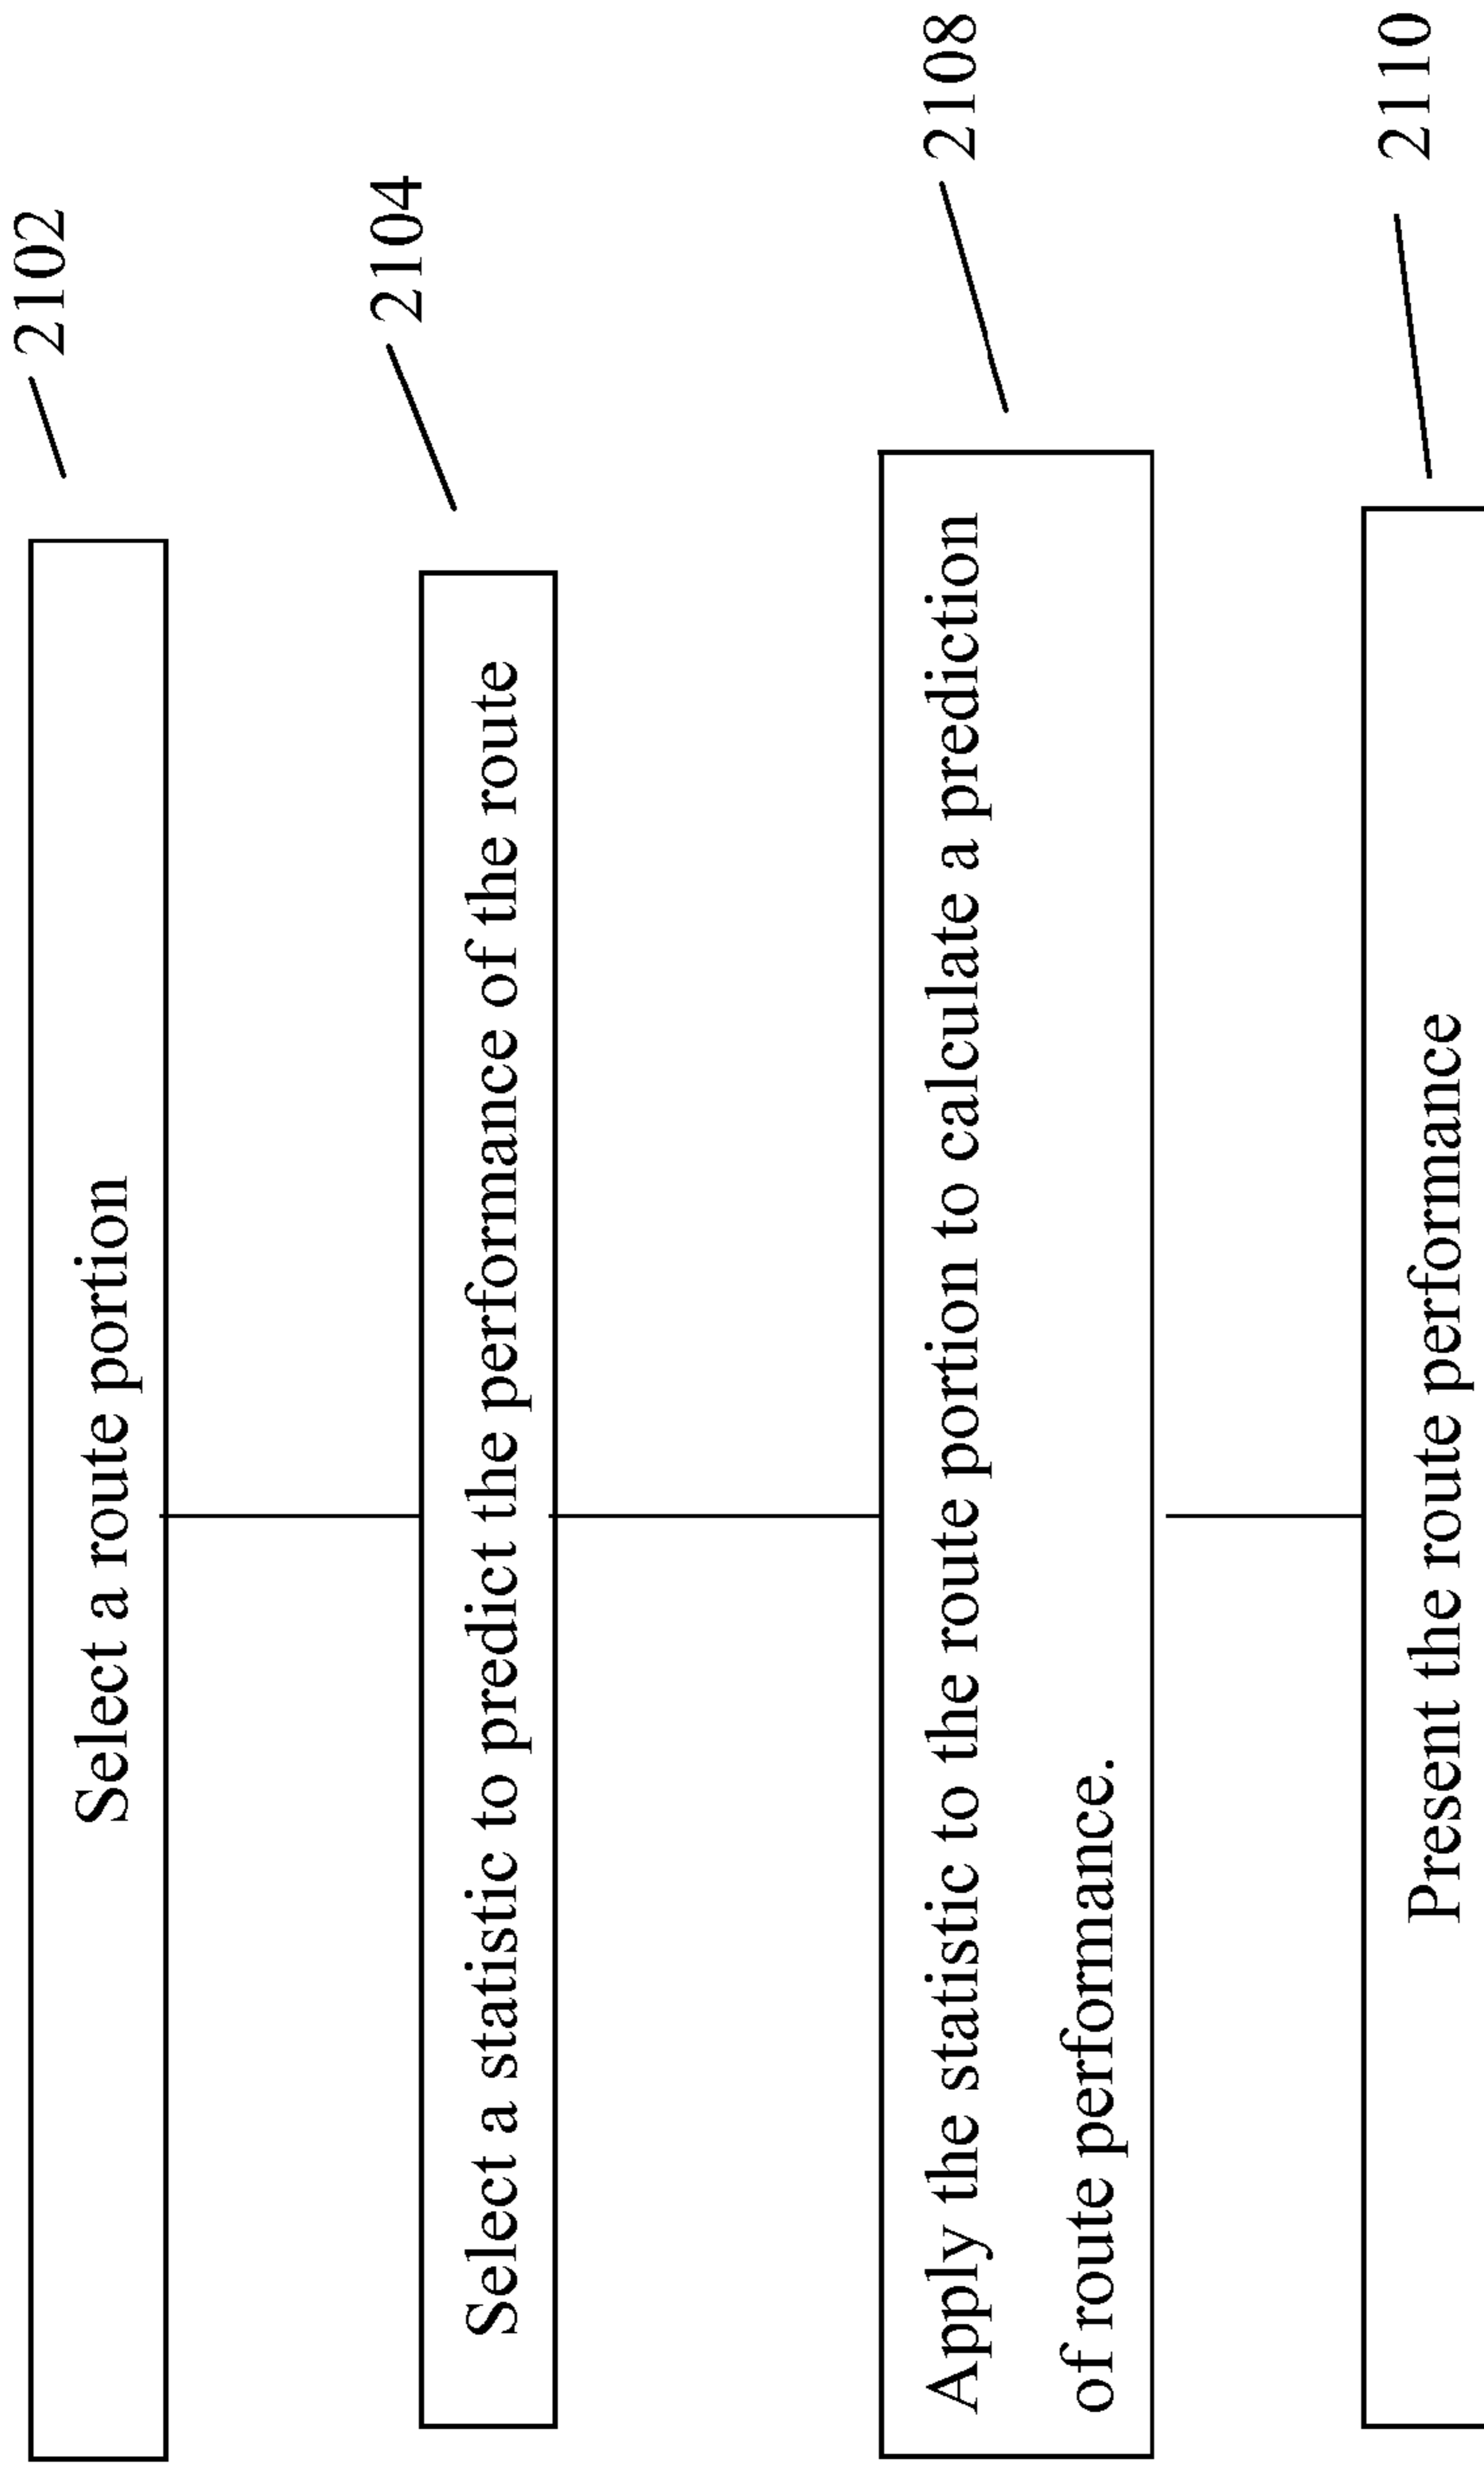 Select a route portion
2102
Select a statistic to predict the performance of the route
2104
Apply the statistic to the route portion to calculate a prediction
of route performance.
2108
Present the route performance
2110